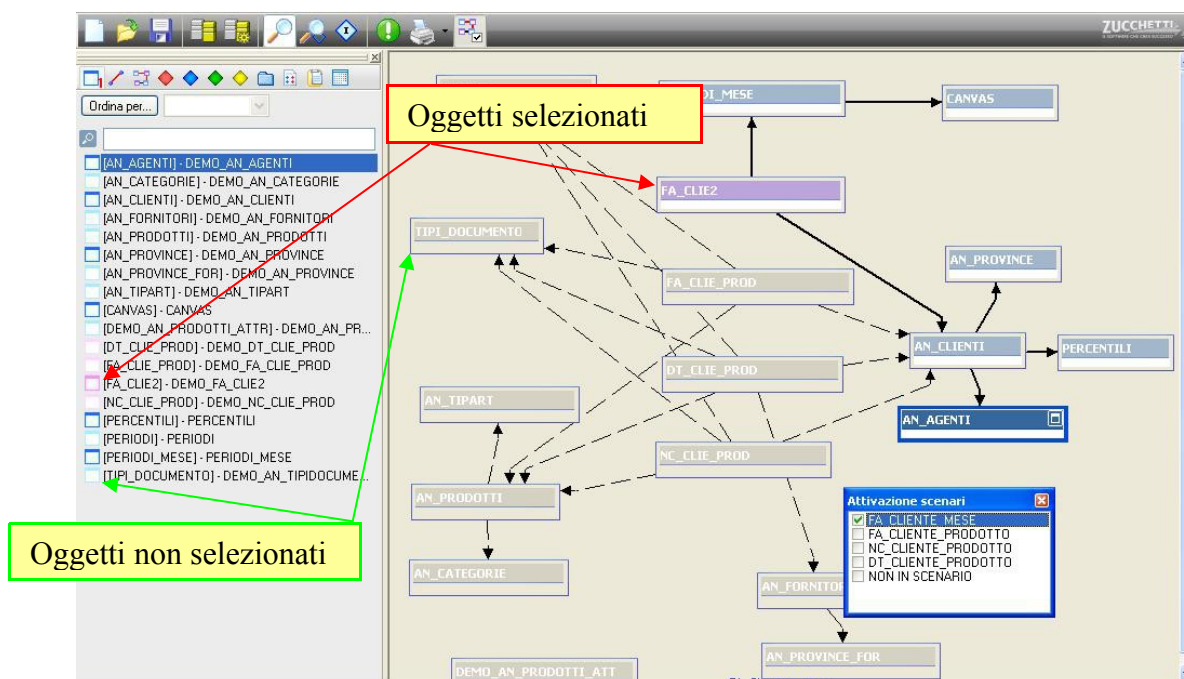 ZUCCHETTI
Ordina per...
Oggetti selezionati
[AN_AGENTI] - DEMO_AN_AGENTI
[AN_CATEGORIE] - DEMO_AN_CATEGORIE
[AN_CLIENTI] - DEMO_AN_CLIENTI
[AN_FORNITORI] - DEMO_AN_FORNITORI
[AN_PRODOTTI] - DEMO_AN_PRODOTTI
[AN_PROVINCE] - DEMO_AN_PROVINCE
[AN_PROVINCE_FOR] - DEMO_AN_PROVINCE
[AN_TIPART] - DEMO_AN_TIPART
[CANVAS] - CANVAS
[DEMO_AN_PRODOTTI_ATTR] - DEMO_AN_PR...
[DT_CLIE_PROD] - DEMO_DT_CLIE_PROD
[FA_CLIE_PROD] - DEMO_FA_CLIE_PROD
[FA_CLIE2] - DEMO_FA_CLIE2
[NC_CLIE_PROD] - DEMO_NC_CLIE_PROD
[PERCENTILI] - PERCENTILI
[PERIODI] - PERIODI
[PERIODI_MESE] - PERIODI_MESE
[TIPI_DOCUMENTO] - DEMO_AN_TIPIDOCUME...
Oggetti non selezionati
DI_MESE
CANVAS
FA_CLIE2
TIPI_DOCUMENTO
AN_PROVINCE
FA_CLIE_PROD
AN_CLIENTI
PERCENTILI
DT_CLIE_PROD
AN_TIPART
AN_AGENTI
NC_CLIE_PROD
AN_PRODOTTI
Attivazione scenari
FA_CLIENTE_MESE
FA_CLIENTE_PRODOTTO
NC_CLIENTE_PRODOTTO
DT_CLIENTE_PRODOTTO
NON IN SCENARIO
AN_CATEGORIE
AN_FORNITOR
AN_PROVINCE_FOR
DEMO_AN_PRODOTTI_ATT